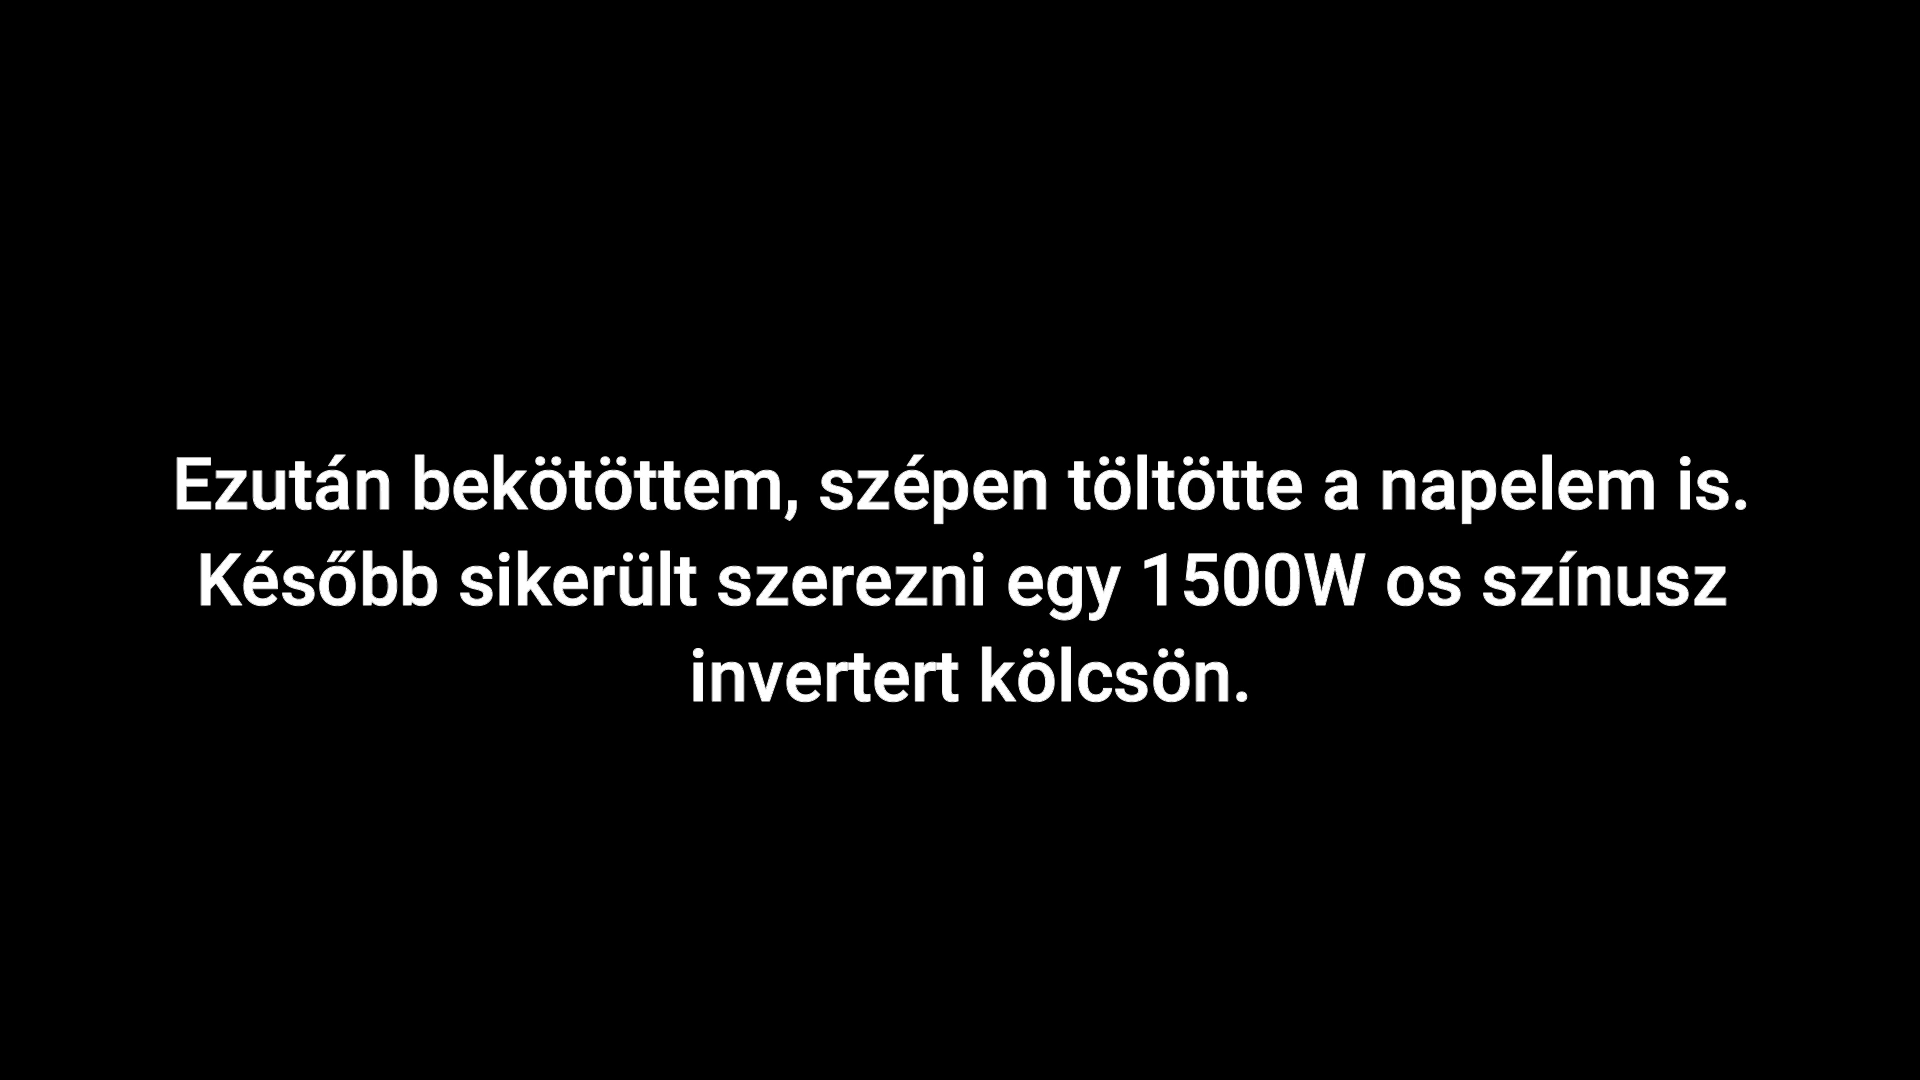 Ezután bekötöttem, szépen töltötte a napelem is.
Később sikerült szerezni egy 1500W os színusz
invertert kölcsön.